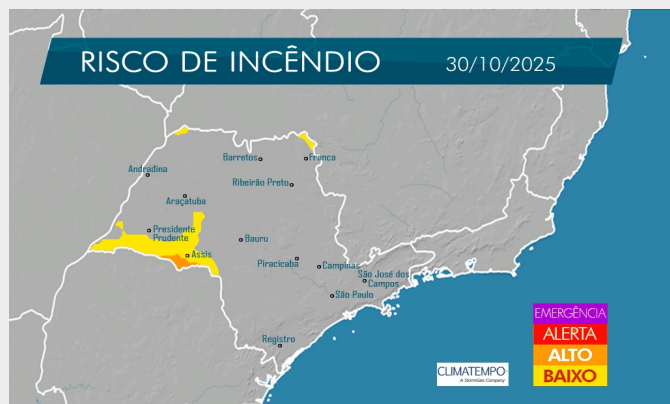 RISCO DE INCÊNDIO 30/10/2025
Barretos
Franca
Andradina
Ribeirão Preto
Araçatuba
Presidente
Prudente
Bauru
Assis
Piracicaba
Campinas
São José dos
Campos
São Paulo
Registro
EMERGÊNCIA
ALERTA
ALTO
BAIXO
CLIMATEMPO
A StormGeo Company